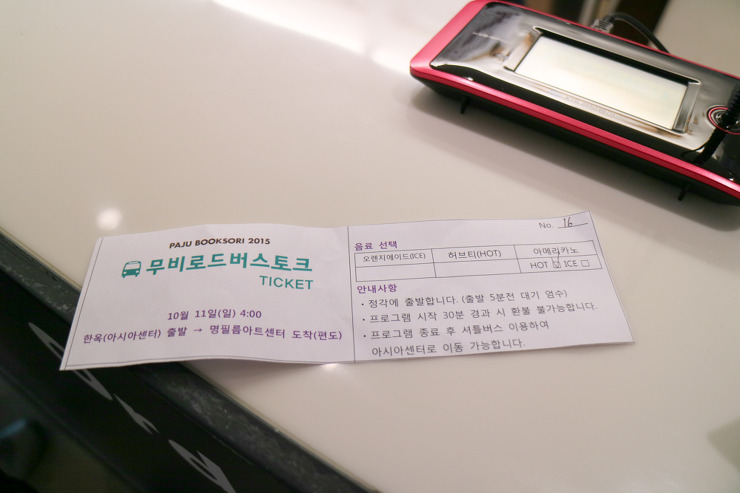 PAJU BOOKSORI 2015
무비로드버스토크
TICKET
10월 11일(일) 4:00
한옥(아시아센터) 출발 → 명필름아트센터 도착(편도)
No. 16
음료 선택
오렌지에이드(ICE) 허브티(HOT) 아메리카노
HOT ☑ ICE ☐
안내사항
・정각에 출발합니다. (출발 5분전 대기 엄수)
・프로그램 시작 30분 경과 시 환불 불가능합니다.
・프로그램 종료 후 셔틀버스 이용하여
아시아센터로 이동 가능합니다.